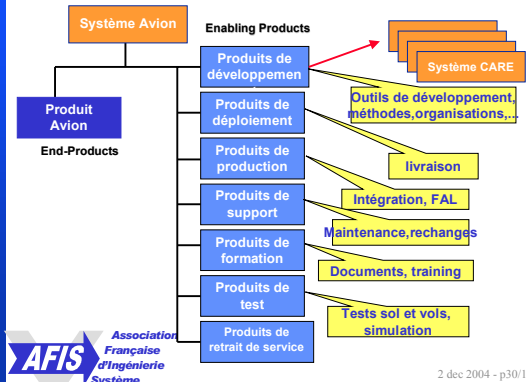 Système Avion
Enabling Products
Système CARE
Produits de
développemen
Outils de développement,
méthodes,organisations,...
Produit
Avion
End-Products
Produits de
déploiement
livraison
Produits de
production
Intégration, FAL
Produits de
support
Maintenance,rechanges
Produits de
formation
Documents, training
Produits de
test
Tests sol et vols,
simulation
Produits de
retrait de service
AFIS
Association
Française
d'Ingénierie
Système
2 dec 2004 - p30/1